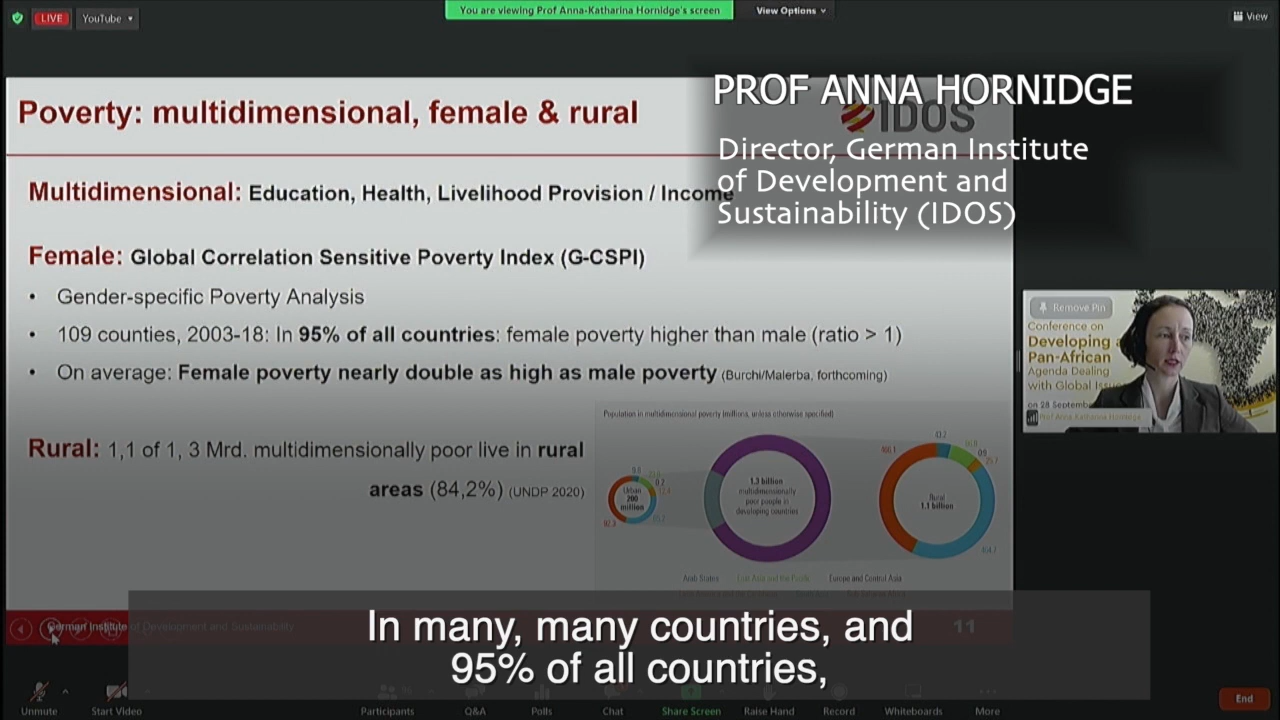 LIVE
YouTube
You are viewing Prof Anna-Katharina Hornidge's screen
View Options
View
PROF ANNA HORNIDGE
Director, German Institute
of Development and
Sustainability (IDOS)
Poverty: multidimensional, female & rural
IDOS
Multidimensional: Education, Health, Livelihood Provision / Income
Female: Global Correlation Sensitive Poverty Index (G-CSPI)
• Gender-specific Poverty Analysis
• 109 counties, 2003-18: In 95% of all countries: female poverty higher than male (ratio > 1)
• On average: Female poverty nearly double as high as male poverty (Burchi/Malerba, forthcoming)
Rural: 1,1 of 1, 3 Mrd. multidimensionally poor live in rural
areas (84,2%) (UNDP 2020)
Population in multidimensional poverty (millions, unless otherwise specified)
Urban
200
million
1.3 billion
multidimensionally
poor people in
developing countries
Rural
1.1 billion
Arab States East Asia and the Pacific Europe and Central Asia
Remove Pin
Conference on
Developing a
Pan-African
Agenda Dealing
with Global Issues
on 28 September
Prof Anna-Katharina Hornidge
German Institute of Development and Sustainability
11
In many, many countries, and
95% of all countries,
Unmute
Start Video
Participants
Q&A
Polls
Chat
Share Screen
Raise Hand
Record
Whiteboards
More
End